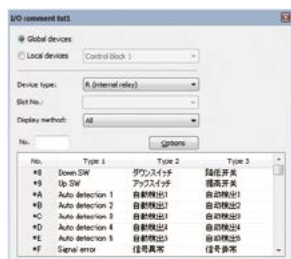 I/O comment list1
Global devices
Local devices Control block 1
Device type: R (internal relay)
Slot No.:
Display method: All
No. Options
No. Type 1 Type 2 Type 3
*8 Down SW ダウンスイッチ 降低开关
*9 Up SW アップスイッチ 提高开关
*A Auto detection 1 自動検出1 自动检出1
*B Auto detection 2 自動検出2 自动检出2
*C Auto detection 3 自動検出3 自动检出3
*D Auto detection 4 自動検出4 自动检出4
*E Auto detection 5 自動検出5 自动检出5
*F Signal error 信号異常 信号异常